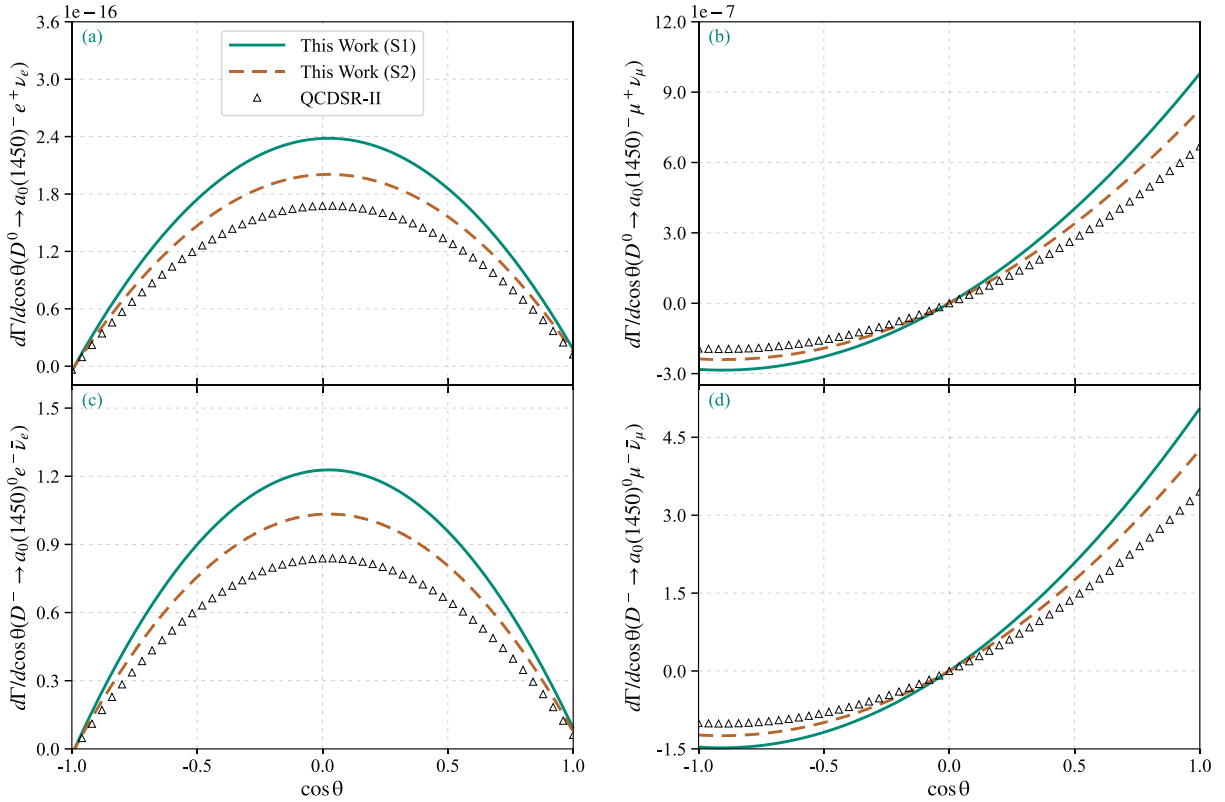 1e−16
3.6
3.0
2.4
1.8
1.2
0.6
0.0
(a)
This Work (S1)
This Work (S2)
QCDSR-II
dΓ/dcosθ(D⁰ → a₀(1450)⁻ e⁺ νₑ)
1e−7
12.0
9.0
6.0
3.0
0.0
-3.0
(b)
dΓ/dcosθ(D⁰ → a₀(1450)⁻ μ⁺ ν_μ)
1.5
1.2
0.9
0.6
0.3
0.0
(c)
dΓ/dcosθ(D⁻ → a₀(1450)⁰ e⁻ ν̄ₑ)
-1.0 -0.5 0.0 0.5 1.0
cosθ
4.5
3.0
1.5
0.0
-1.5
(d)
dΓ/dcosθ(D⁻ → a₀(1450)⁰ μ⁻ ν̄_μ)
-1.0 -0.5 0.0 0.5 1.0
cosθ